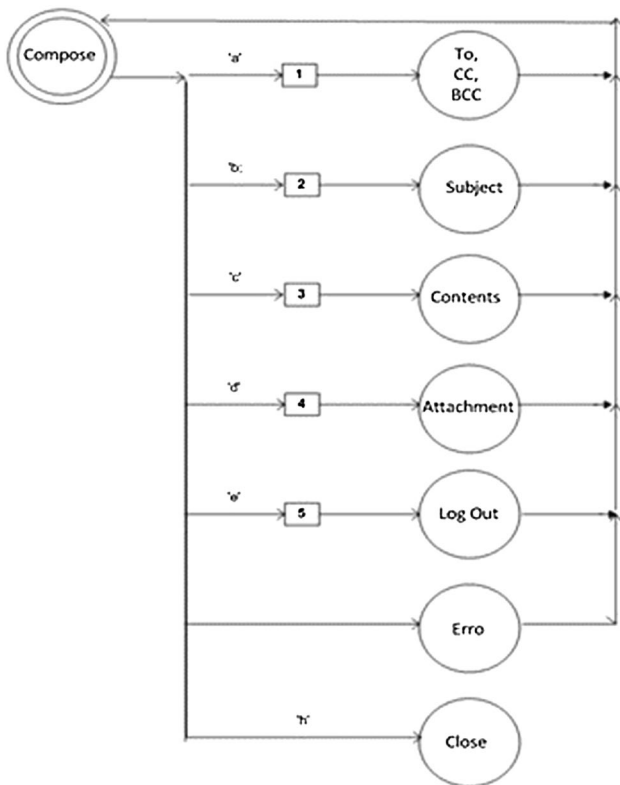 Compose
'a'
1
To,
CC,
BCC
'b;
2
Subject
'c'
3
Contents
'd'
4
Attachment
'e'
5
Log Out
Erro
'h'
Close